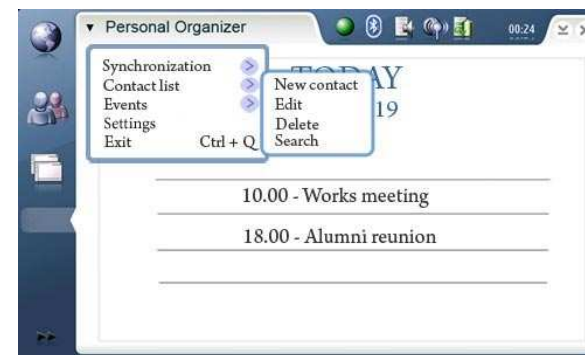 Personal Organizer
00:24
Synchronization
Contact list
Events
Settings
Exit Ctrl + Q
New contact
Edit
Delete
Search
TODAY
19
10.00 - Works meeting
18.00 - Alumni reunion